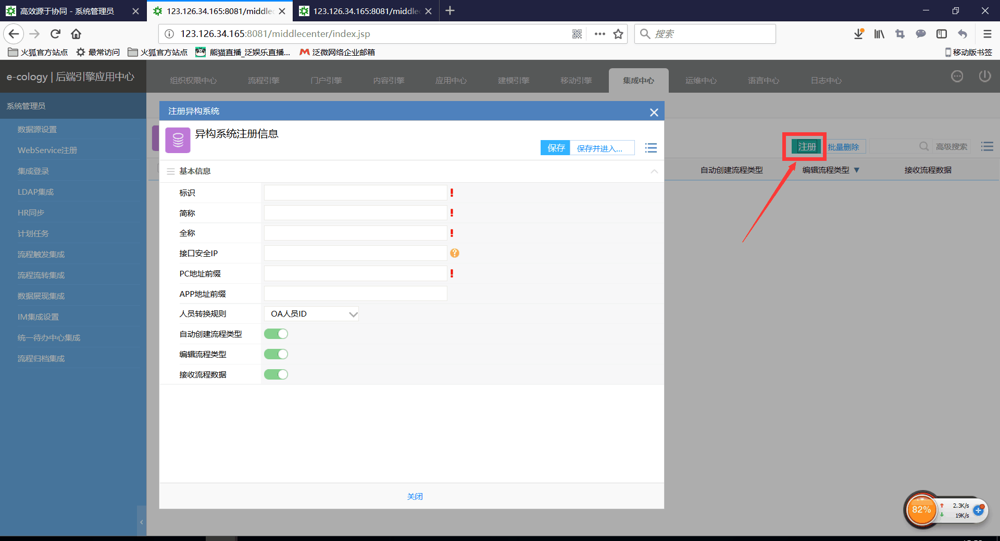 高效源于协同 - 系统管理员
123.126.34.165:8081/middlec
123.126.34.165:8081/middlec
123.126.34.165:8081/middlecenter/index.jsp
搜索
火狐官方站点
最常访问
火狐官方站点
熊猫直播_泛娱乐直播...
泛微网络企业邮箱
移动版书签
e-cology | 后端引擎应用中心
组织权限中心
流程引擎
门户引擎
内容引擎
应用中心
建模引擎
移动引擎
集成中心
运维中心
语言中心
日志中心
系统管理员
数据源设置
WebService注册
集成登录
LDAP集成
HR同步
计划任务
流程触发集成
流程流转集成
数据展现集成
IM集成设置
统一待办中心集成
流程归档集成
注册异构系统
异构系统注册信息
保存
保存并进入...
基本信息
标识
简称
全称
接口安全IP
PC地址前缀
APP地址前缀
人员转换规则
OA人员ID
自动创建流程类型
编辑流程类型
接收流程数据
关闭
注册
批量删除
高级搜索
自动创建流程类型
编辑流程类型
接收流程数据
82%
2.3K/s
19K/s